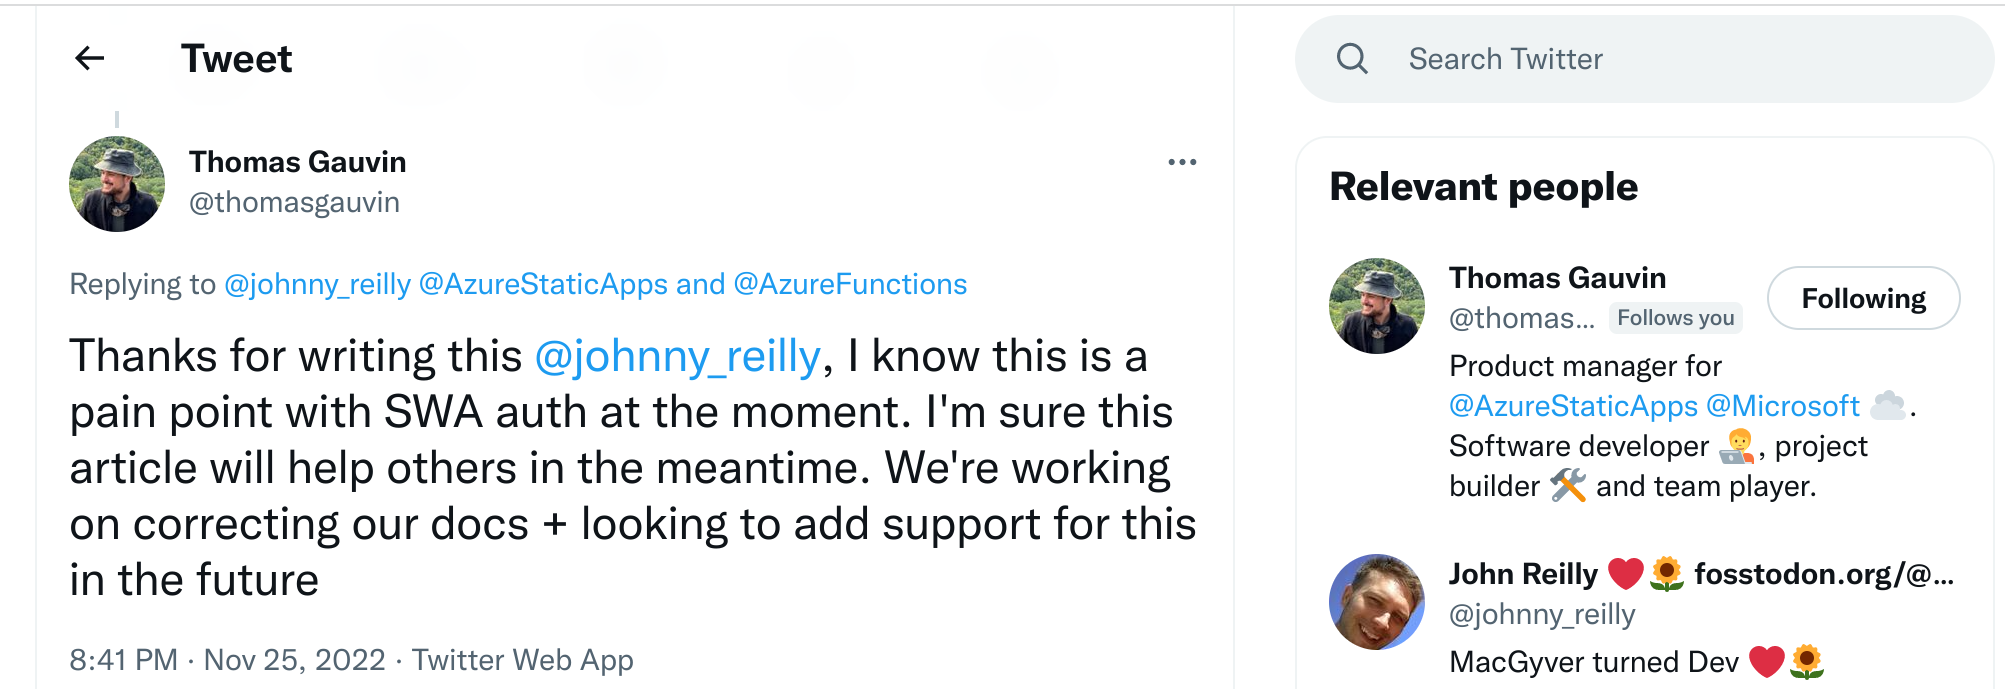 Tweet
Thomas Gauvin
@thomasgauvin
Replying to @johnny_reilly @AzureStaticApps and @AzureFunctions
Thanks for writing this @johnny_reilly, I know this is a
pain point with SWA auth at the moment. I'm sure this
article will help others in the meantime. We're working
on correcting our docs + looking to add support for this
in the future
8:41 PM · Nov 25, 2022 · Twitter Web App
Search Twitter
Relevant people
Thomas Gauvin
@thomas... Follows you
Following
Product manager for
@AzureStaticApps @Microsoft ☁️.
Software developer 🧑‍💻, project
builder 🛠 and team player.
John Reilly ❤️🌻 fosstodon.org/@...
@johnny_reilly
MacGyver turned Dev ❤️🌻